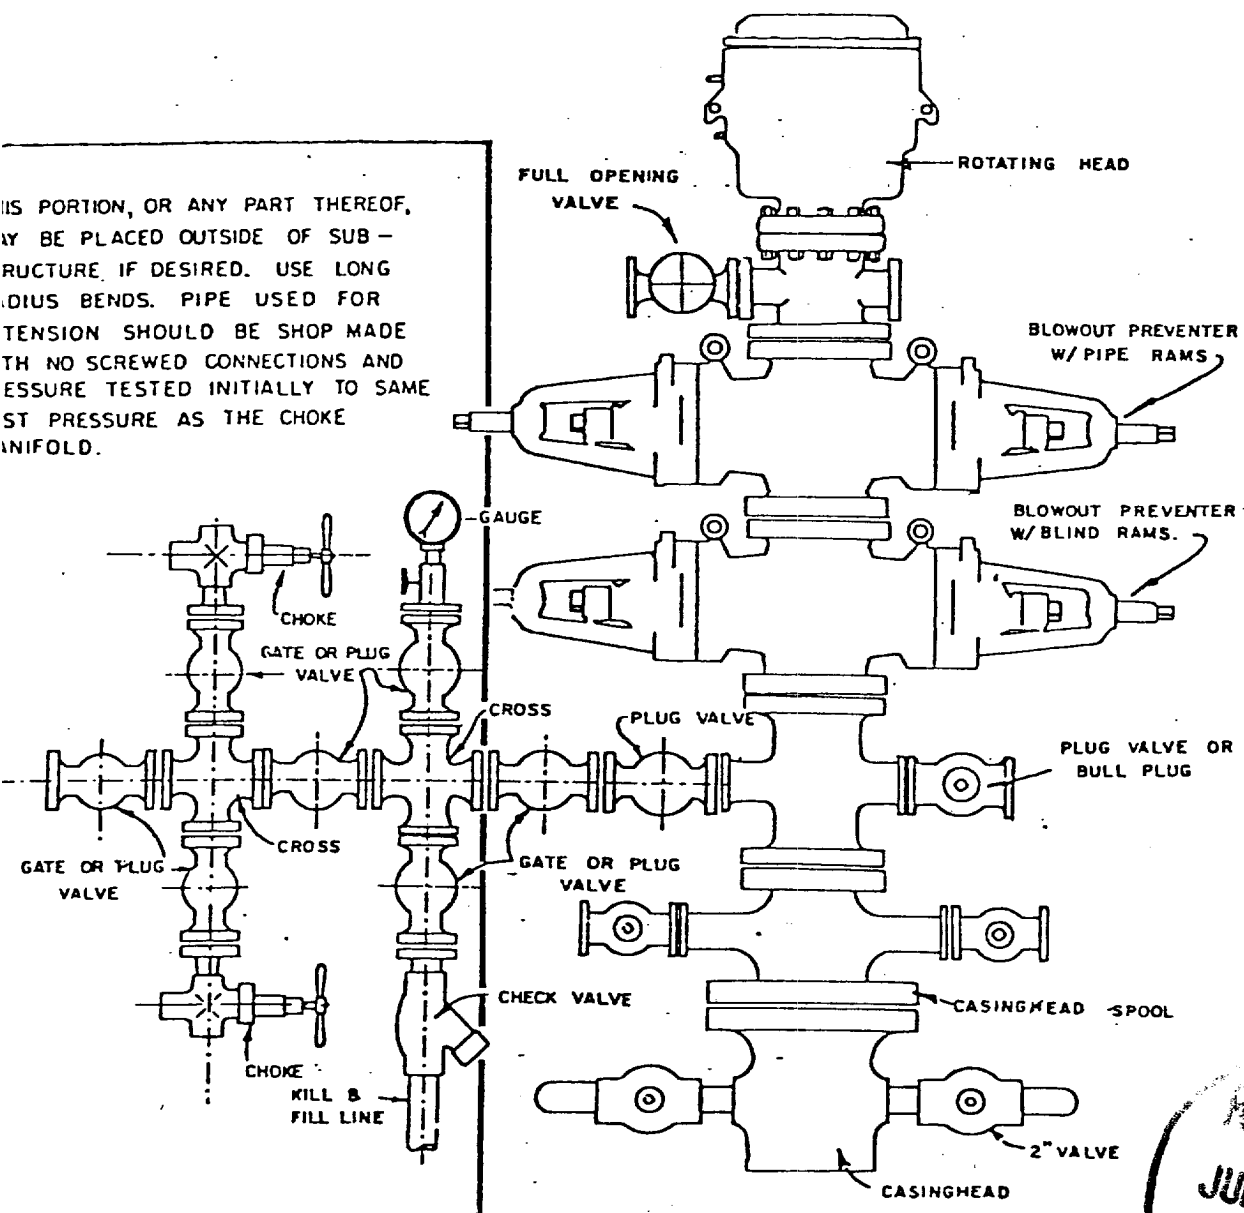 IS PORTION, OR ANY PART THEREOF,
AY BE PLACED OUTSIDE OF SUB-
RUCTURE IF DESIRED. USE LONG
DIUS BENDS. PIPE USED FOR
TENSION SHOULD BE SHOP MADE
TH NO SCREWED CONNECTIONS AND
ESSURE TESTED INITIALLY TO SAME
ST PRESSURE AS THE CHOKE
ANIFOLD.
ROTATING HEAD
FULL OPENING
VALVE
BLOWOUT PREVENTER
W/ PIPE RAMS
BLOWOUT PREVENTER
W/ BLIND RAMS.
GAUGE
CHOKE
GATE OR PLUG
VALVE
CROSS
PLUG VALVE
PLUG VALVE OR
BULL PLUG
CROSS
GATE OR PLUG
VALVE
GATE OR PLUG
VALVE
CHECK VALVE
CASINGHEAD SPOOL
CHOKE
KILL &
FILL LINE
2" VALVE
CASINGHEAD